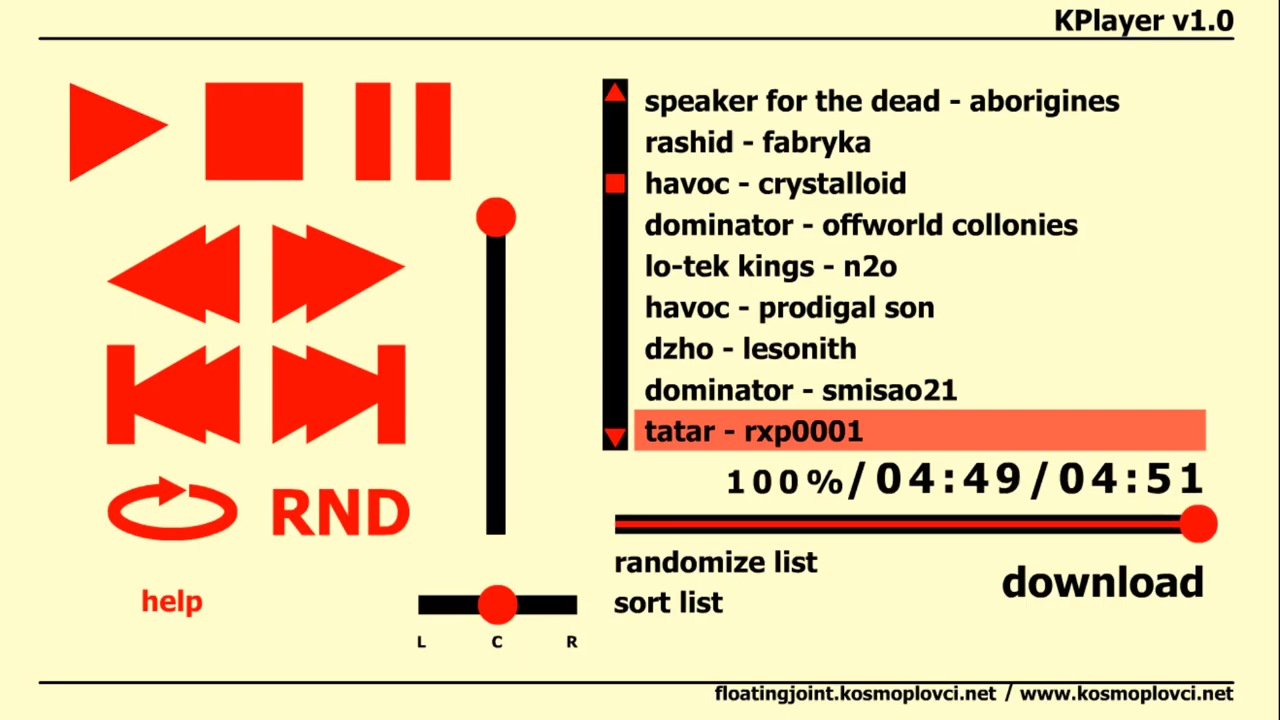 KPlayer v1.0
speaker for the dead - aborigines
rashid - fabryka
havoc - crystalloid
dominator - offworld collonies
lo-tek kings - n2o
havoc - prodigal son
dzho - lesonith
dominator - smisao21
tatar - rxp0001
100%/04:49/04:51
RND
randomize list
download
help
sort list
L C R
floatingjoint.kosmoplovci.net / www.kosmoplovci.net